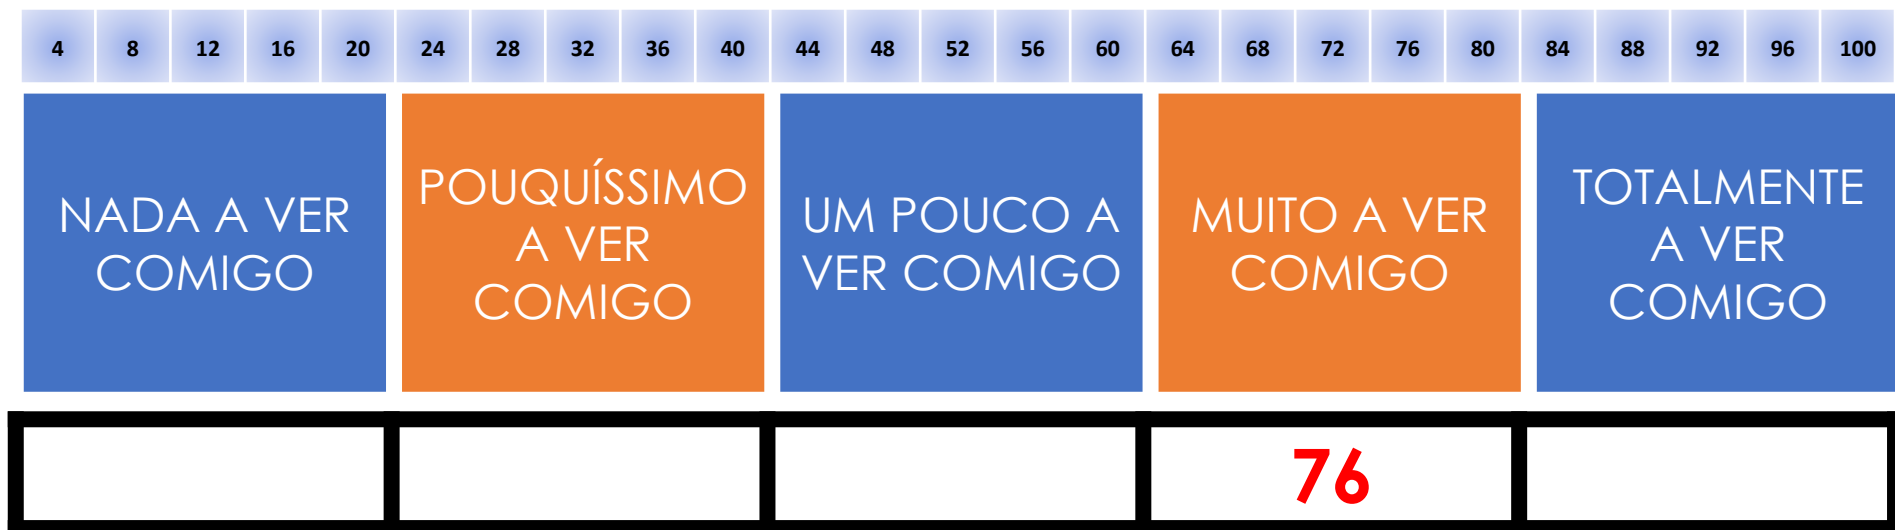 4 8 12 16 20 24 28 32 36 40 44 48 52 56 60 64 68 72 76 80 84 88 92 96 100
NADA A VER
COMIGO
POUQUÍSSIMO
A VER
COMIGO
UM POUCO A
VER COMIGO
MUITO A VER
COMIGO
TOTALMENTE
A VER
COMIGO
76